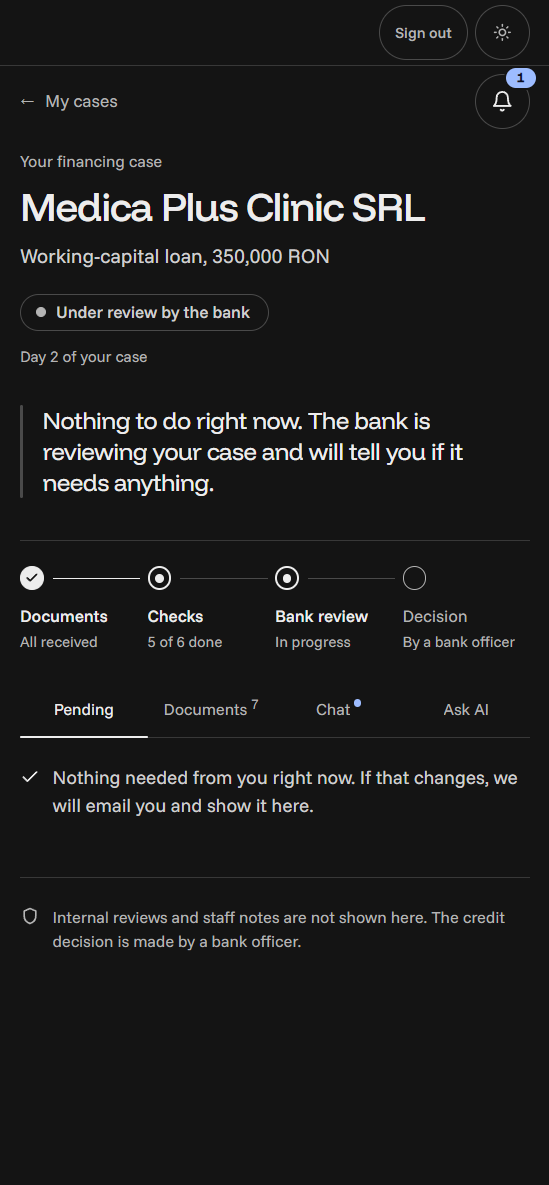 Sign out
1
← My cases
Your financing case
Medica Plus Clinic SRL
Working-capital loan, 350,000 RON
Under review by the bank
Day 2 of your case
Nothing to do right now. The bank is
reviewing your case and will tell you if it
needs anything.
Documents Checks Bank review Decision
All received 5 of 6 done In progress By a bank officer
Pending Documents 7 Chat Ask AI
Nothing needed from you right now. If that changes, we
will email you and show it here.
Internal reviews and staff notes are not shown here. The credit
decision is made by a bank officer.